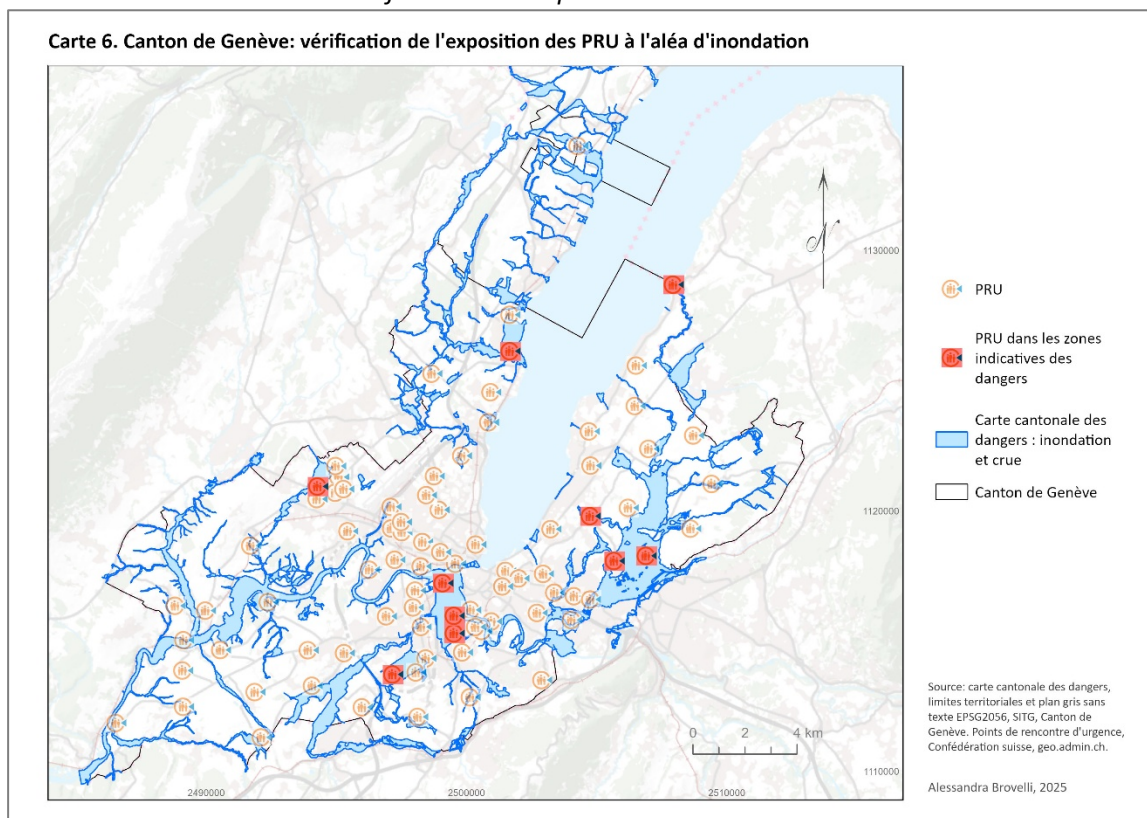 Carte 6. Canton de Genève: vérification de l'exposition des PRU à l'aléa d'inondation
N
1130000
PRU
PRU dans les zones
indicatives des
dangers
Carte cantonale des
dangers : inondation
et crue
Canton de Genève
1120000
Source: carte cantonale des dangers,
limites territoriales et plan gris sans
texte EPSG2056, SITG, Canton de
Genève. Points de rencontre d'urgence,
Confédération suisse, geo.admin.ch.
0 2 4 km
1110000
Alessandra Brovelli, 2025
2490000 2500000 2510000